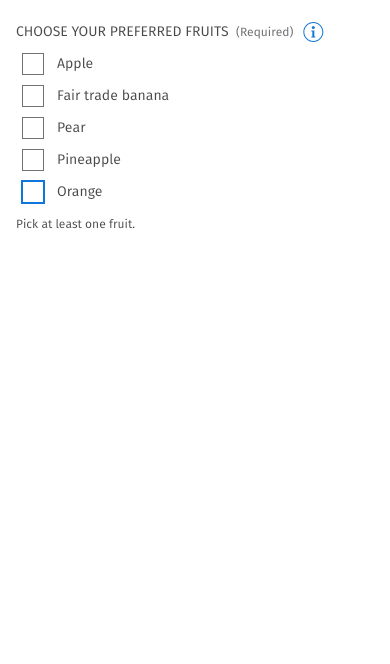 CHOOSE YOUR PREFERRED FRUITS (Required)
Apple
Fair trade banana
Pear
Pineapple
Orange
Pick at least one fruit.